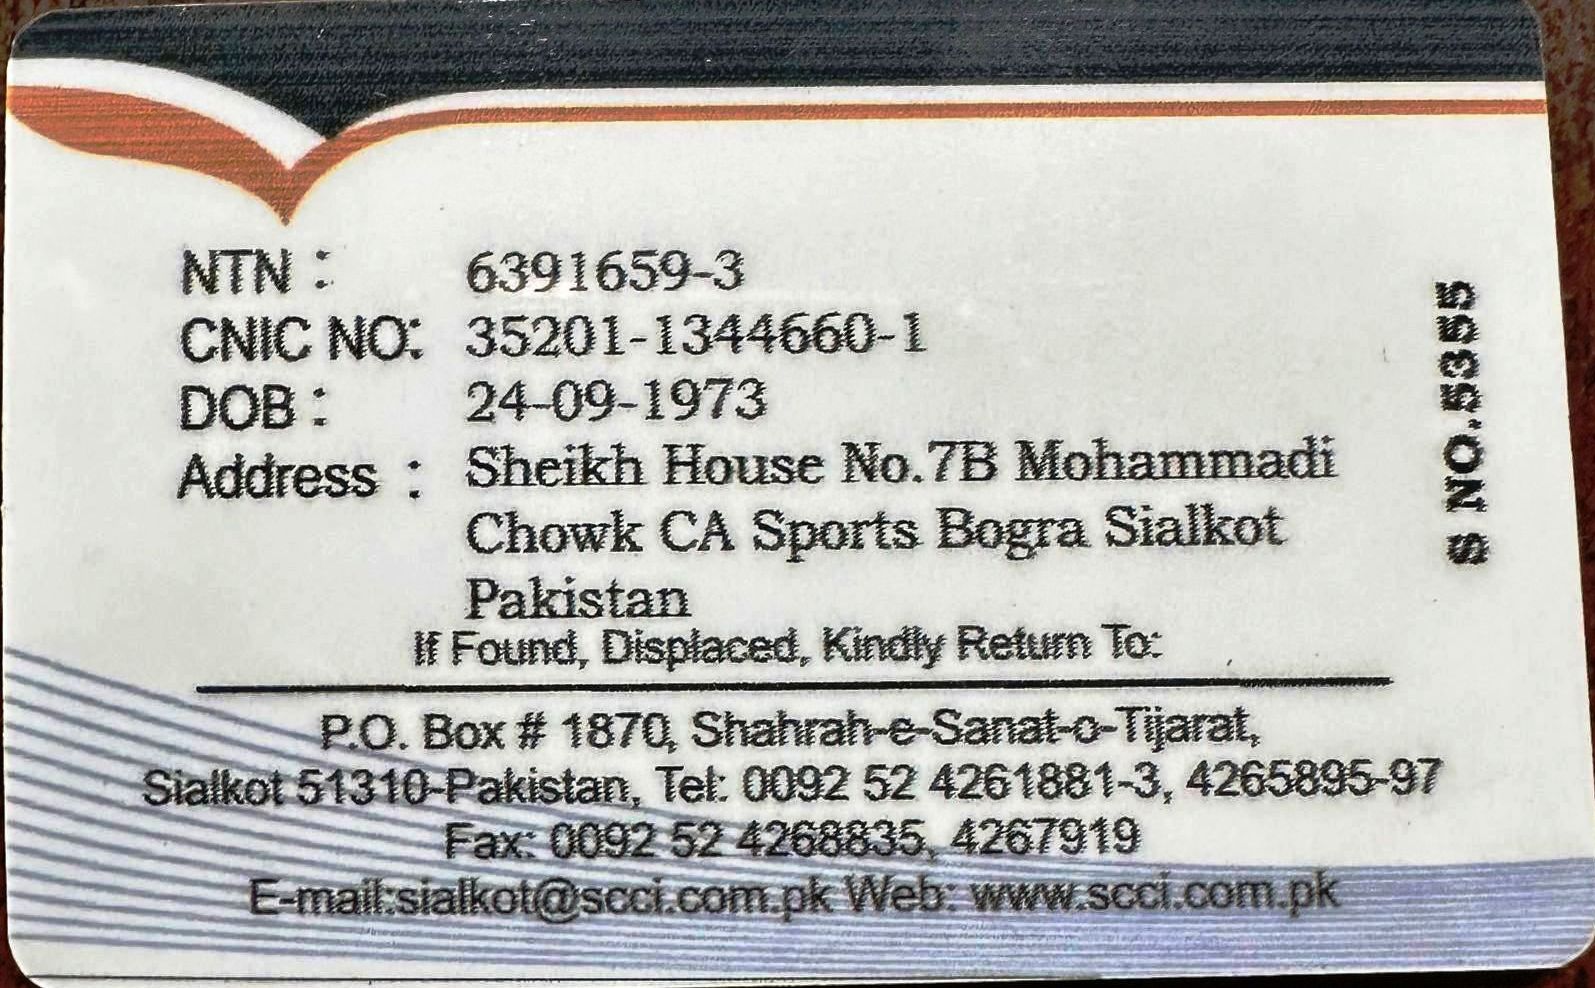 NTN : 6391659-3
CNIC NO: 35201-1344660-1
DOB : 24-09-1973
Address : Sheikh House No.7B Mohammadi
Chowk CA Sports Bogra Sialkot
Pakistan
S NO.5355
If Found, Displaced, Kindly Return To:
P.O. Box # 1870, Shahrah-e-Sanat-o-Tijarat,
Sialkot 51310-Pakistan, Tel: 0092 52 4261881-3, 4265895-97
Fax: 0092 52 4268835, 4267919
E-mail:sialkot@scci.com.pk Web: www.scci.com.pk